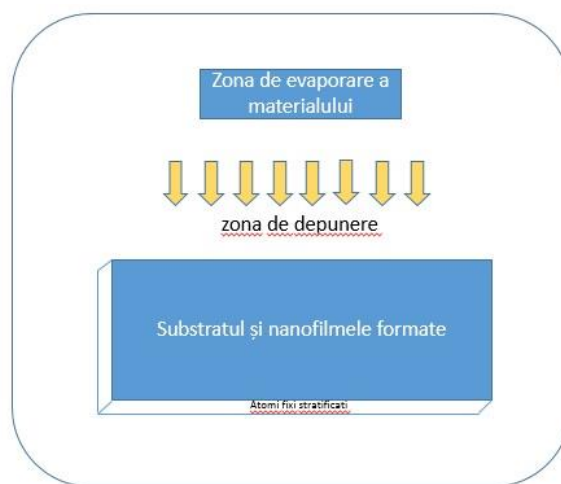 Zona de evaporare a
materialului
zona de depunere
Substratul și nanofilmele formate
Atomi fixi stratificati